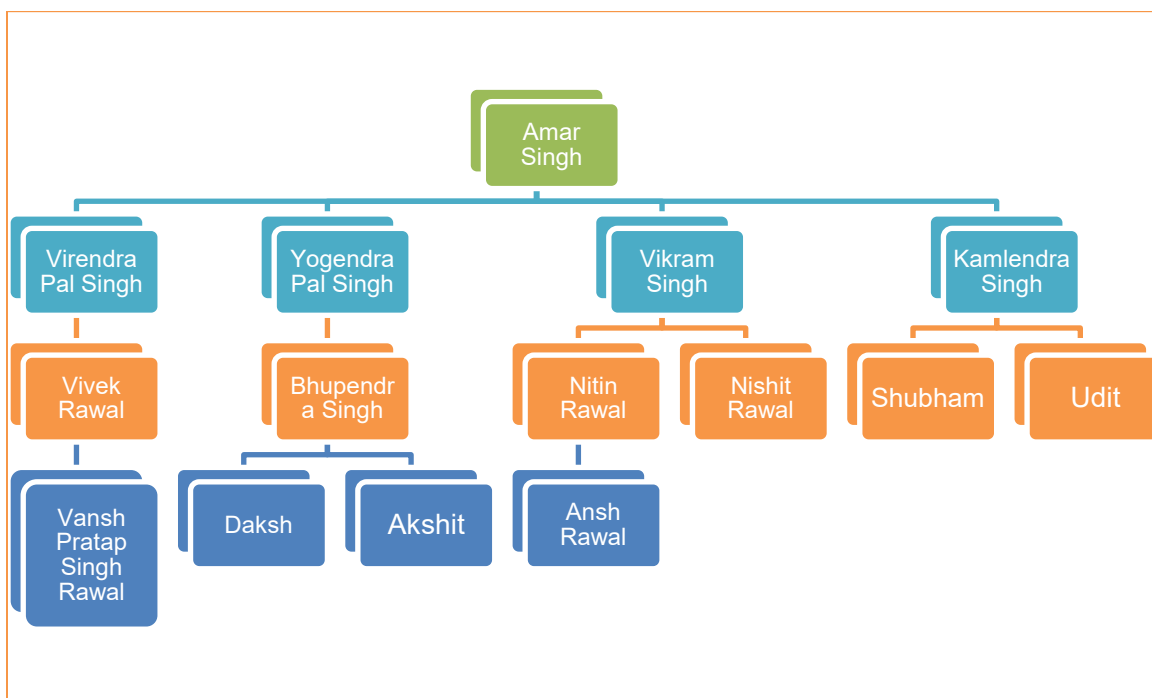 Amar
Singh
Virendra
Pal Singh
Yogendra
Pal Singh
Vikram
Singh
Kamlendra
Singh
Vivek
Rawal
Bhupendr
a Singh
Nitin
Rawal
Nishit
Rawal
Shubham
Udit
Vansh
Pratap
Singh
Rawal
Daksh
Akshit
Ansh
Rawal